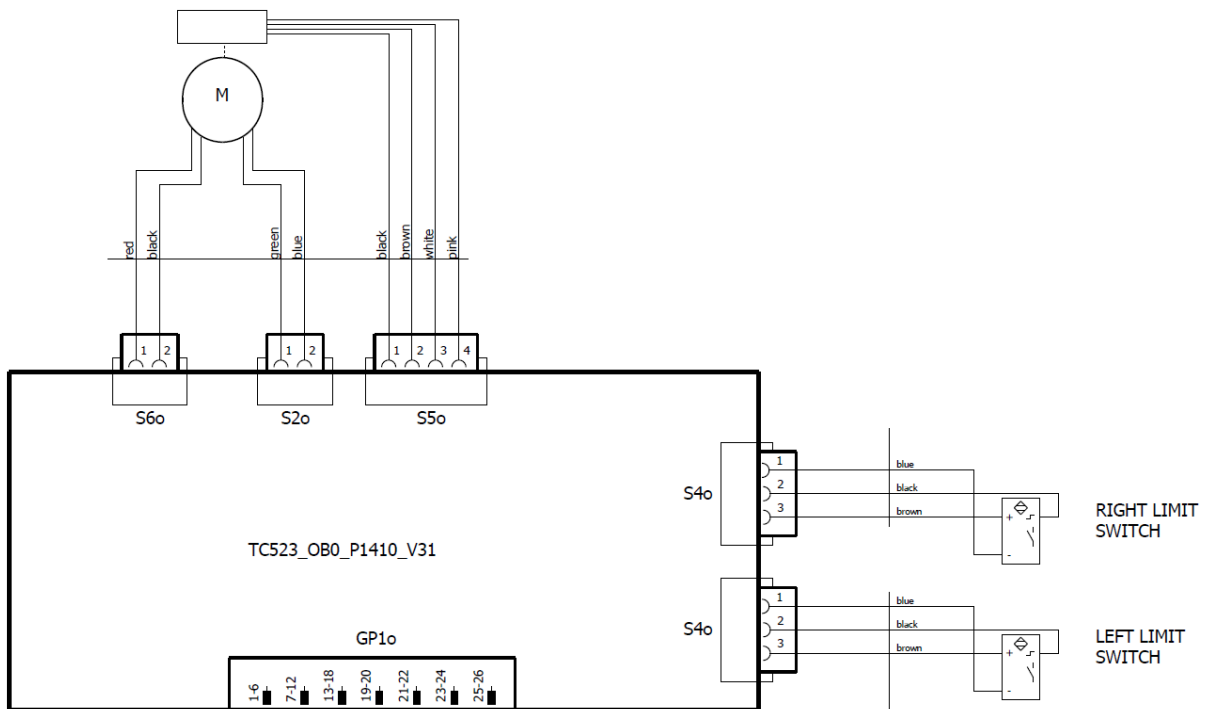 M
red
black
green
blue
black
brown
white
pink
1 2
1 2
1 2 3 4
S6o
S2o
S5o
S4o
1
2
3
blue
black
brown
+
-
RIGHT LIMIT
SWITCH
TC523_OB0_P1410_V31
S4o
1
2
3
blue
black
brown
+
-
LEFT LIMIT
SWITCH
GP1o
1-6
7-12
13-18
19-20
21-22
23-24
25-26